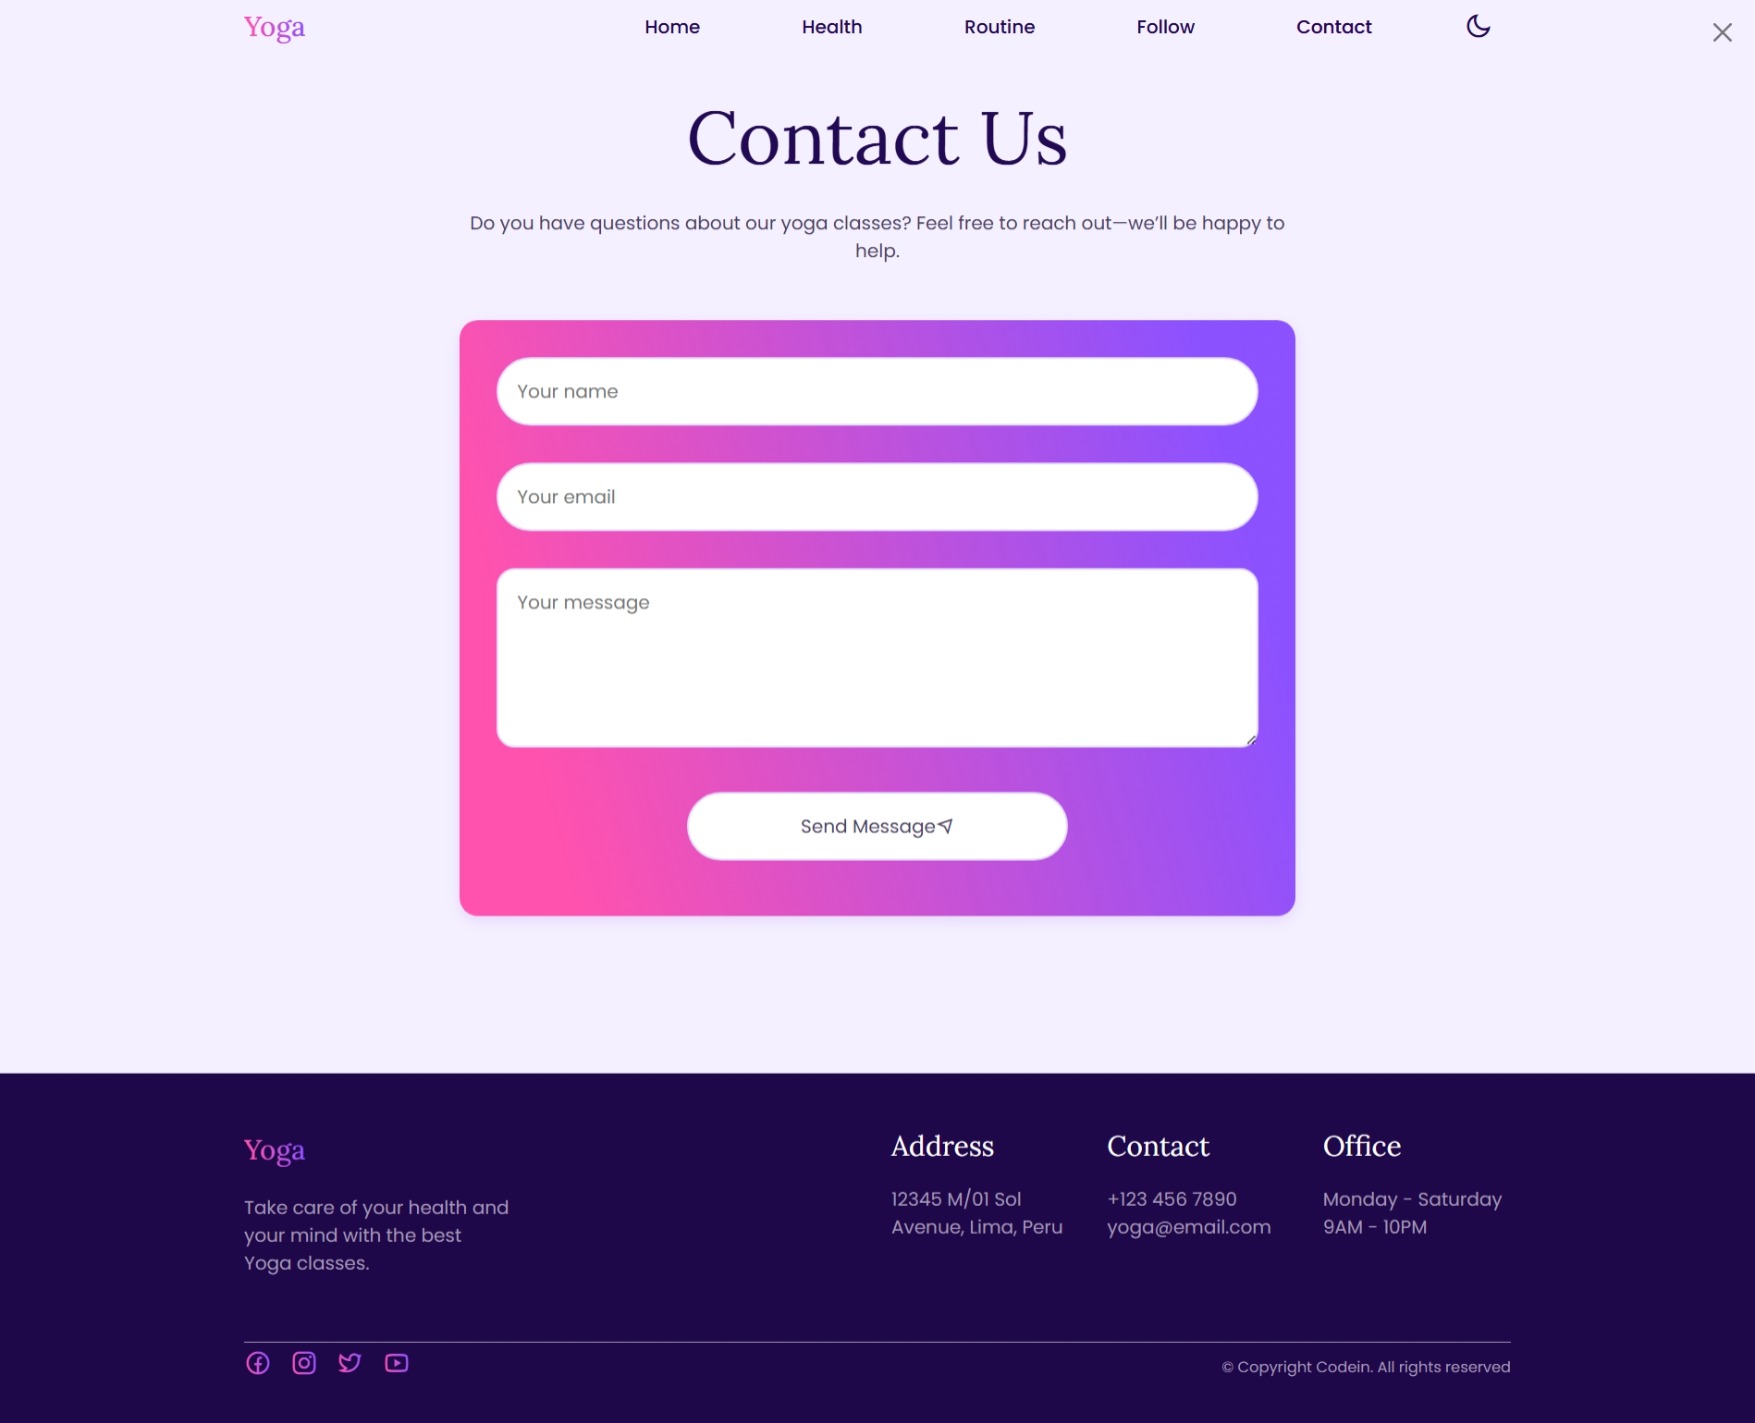 Yoga
Home
Health
Routine
Follow
Contact
Contact Us
Do you have questions about our yoga classes? Feel free to reach out—we’ll be happy to
help.
Your name
Your email
Your message
Send Message
Yoga
Take care of your health and
your mind with the best
Yoga classes.
Address
12345 M/01 Sol
Avenue, Lima, Peru
Contact
+123 456 7890
yoga@email.com
Office
Monday - Saturday
9AM - 10PM
© Copyright Codein. All rights reserved